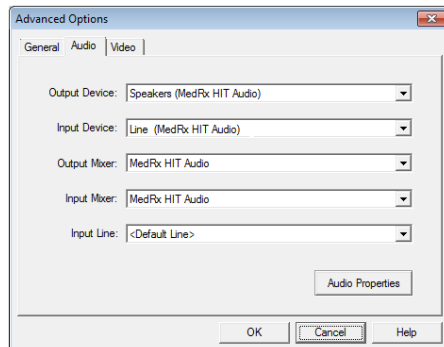 Advanced Options
General Audio Video
Output Device: Speakers (MedRx HIT Audio)
Input Device: Line (MedRx HIT Audio)
Output Mixer: MedRx HIT Audio
Input Mixer: MedRx HIT Audio
Input Line: <Default Line>
Audio Properties
OK Cancel Help